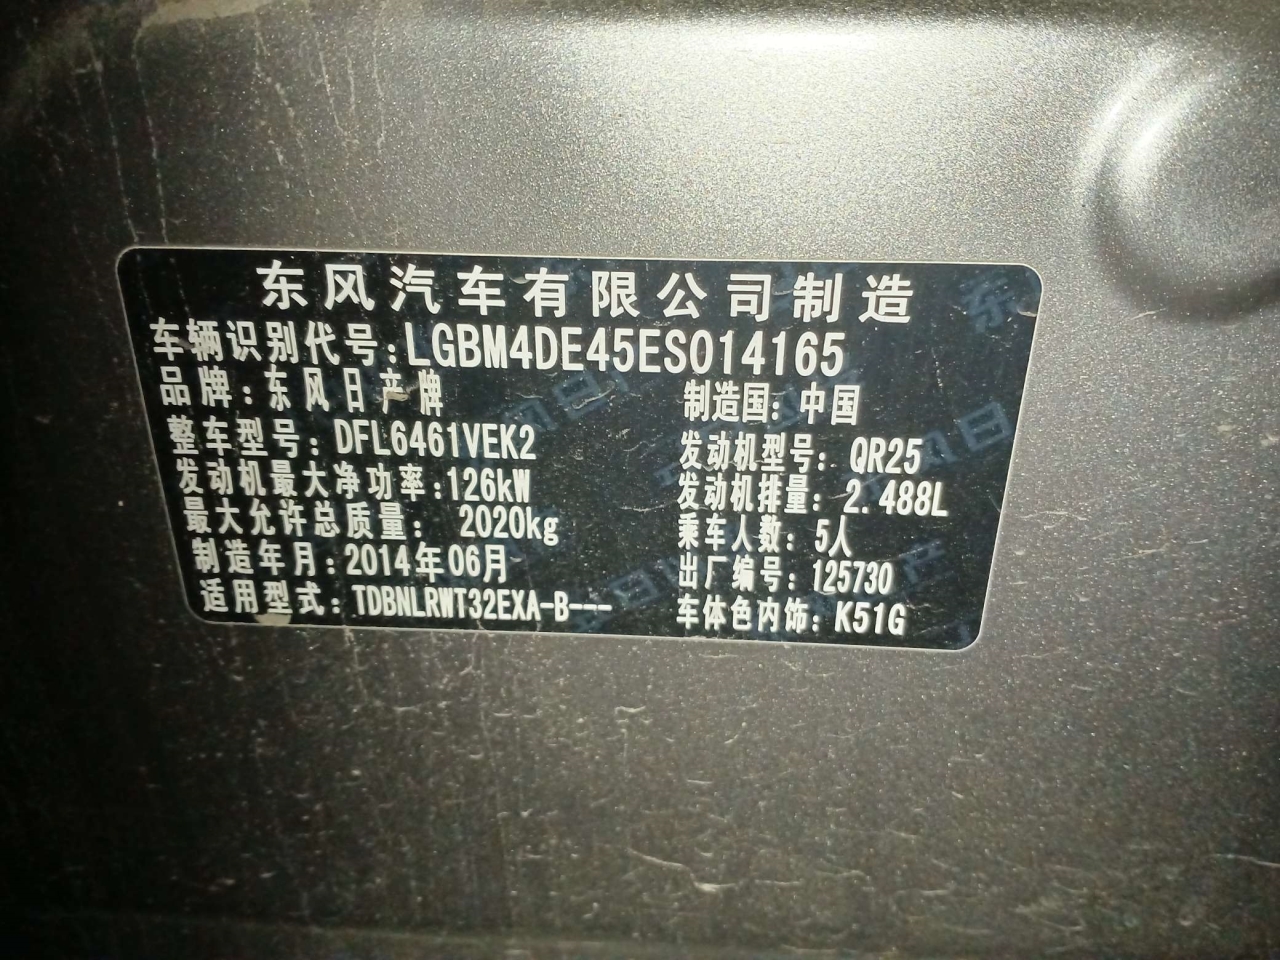 东风汽车有限公司制造
车辆识别代号:LGBM4DE45ES014165
品牌:东风日产牌 制造国:中国
整车型号:DFL6461VEK2 发动机型号:QR25
发动机最大净功率:126kW 发动机排量:2.488L
最大允许总质量: 2020kg 乘车人数:5人
制造年月:2014年06月 出厂编号:125730
适用型式:TDBNLRWT32EXA-B--- 车体色内饰:K51G